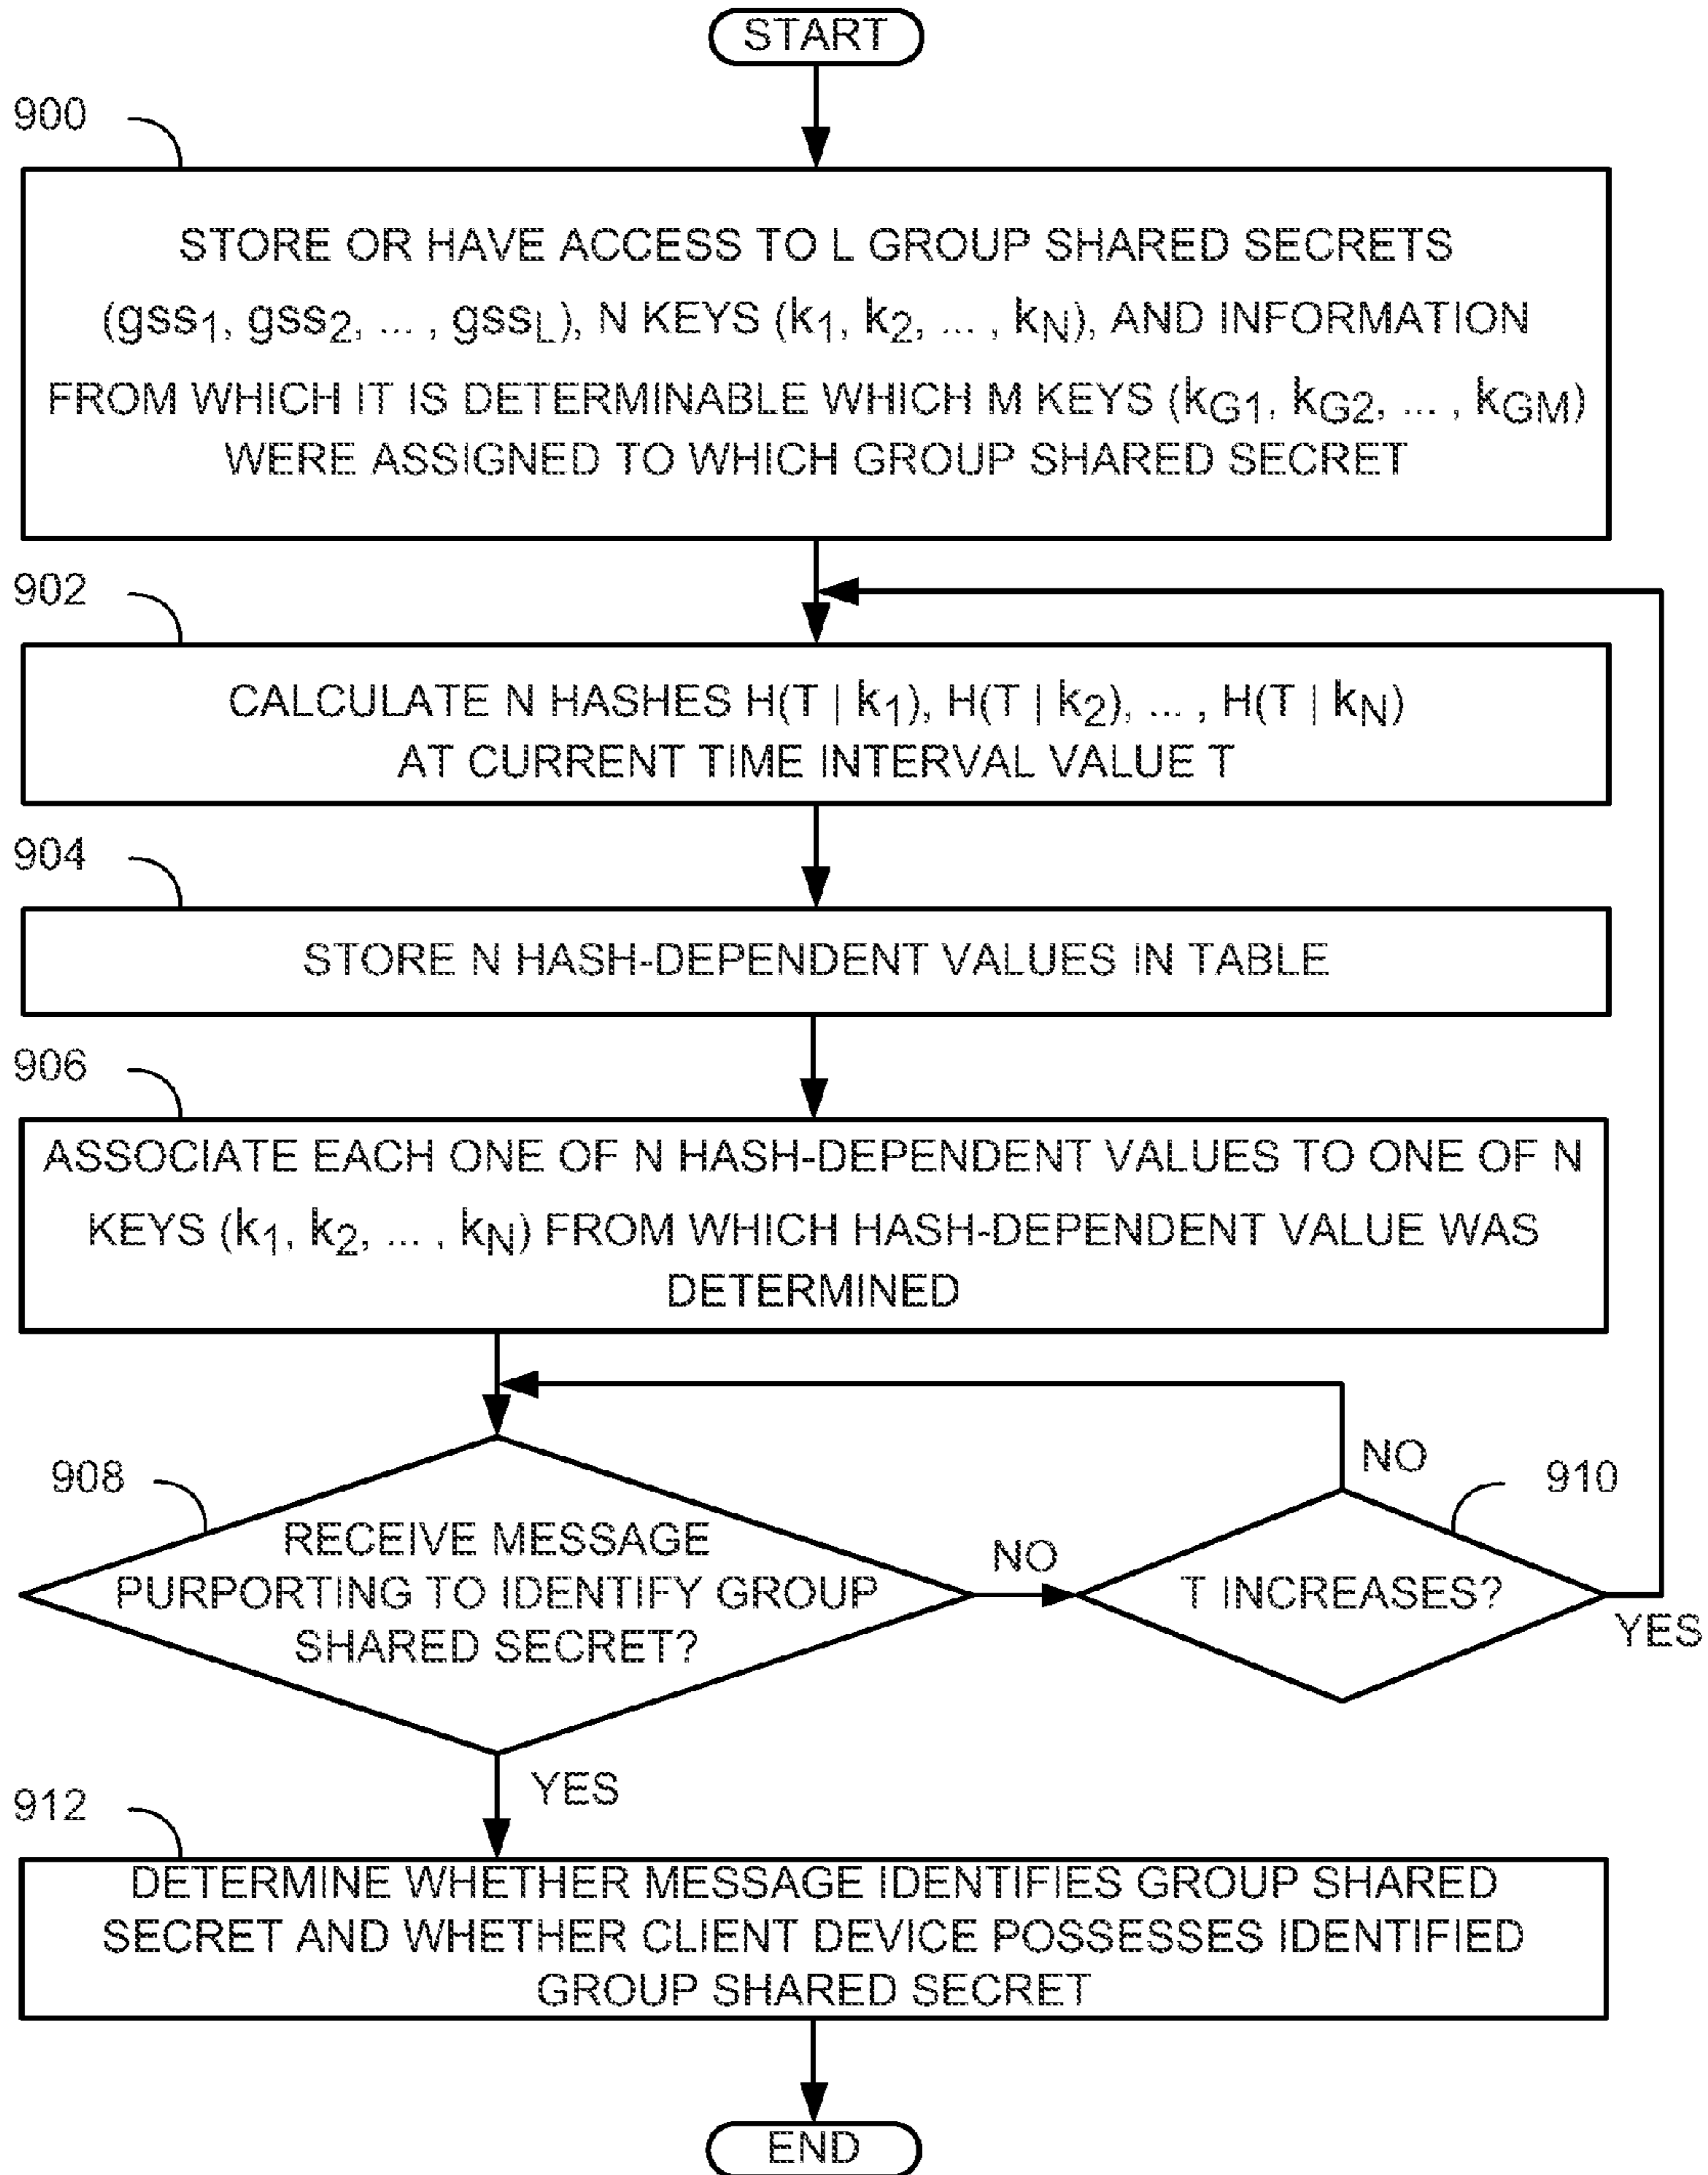 START
900
STORE OR HAVE ACCESS TO L GROUP SHARED SECRETS
(gss1, gss2, ... , gssL), N KEYS (k1, k2, ... , kN), AND INFORMATION
FROM WHICH IT IS DETERMINABLE WHICH M KEYS (kG1, kG2, ... , kGM)
WERE ASSIGNED TO WHICH GROUP SHARED SECRET
902
CALCULATE N HASHES H(T | k1), H(T | k2), ... , H(T | kN)
AT CURRENT TIME INTERVAL VALUE T
904
STORE N HASH-DEPENDENT VALUES IN TABLE
906
ASSOCIATE EACH ONE OF N HASH-DEPENDENT VALUES TO ONE OF N
KEYS (k1, k2, ... , kN) FROM WHICH HASH-DEPENDENT VALUE WAS
DETERMINED
908
RECEIVE MESSAGE
PURPORTING TO IDENTIFY GROUP
SHARED SECRET?
NO
910
T INCREASES?
NO
YES
YES
912
DETERMINE WHETHER MESSAGE IDENTIFIES GROUP SHARED
SECRET AND WHETHER CLIENT DEVICE POSSESSES IDENTIFIED
GROUP SHARED SECRET
END